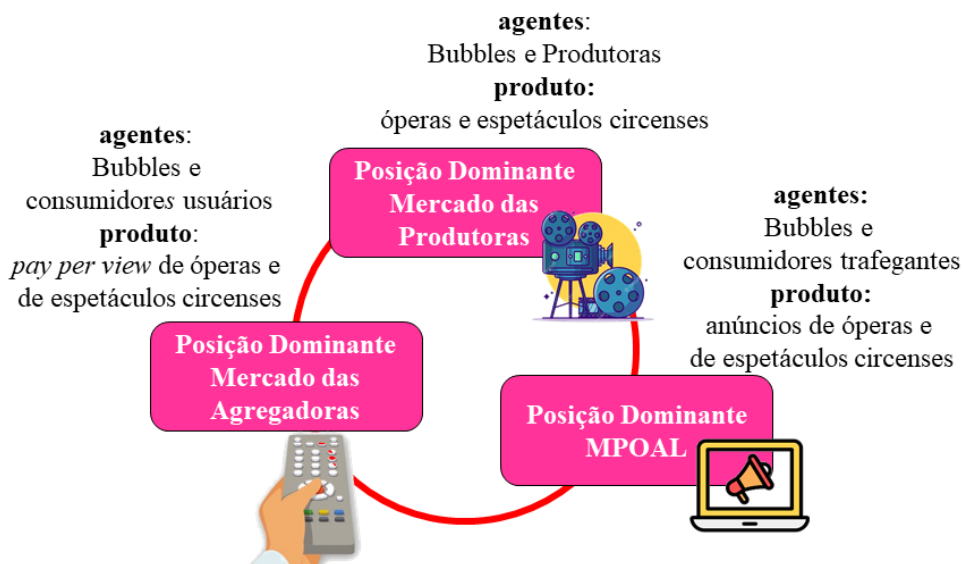 agentes:
Bubbles e Produtoras
produto:
óperas e espetáculos circenses
agentes:
Bubbles e
consumidores usuários
produto:
pay per view de óperas e
de espetáculos circenses
Posição Dominante
Mercado das
Produtoras
agentes:
Bubbles e
consumidores trafegantes
produto:
anúncios de óperas e
de espetáculos circenses
Posição Dominante
Mercado das
Agregadoras
Posição Dominante
MPOAL